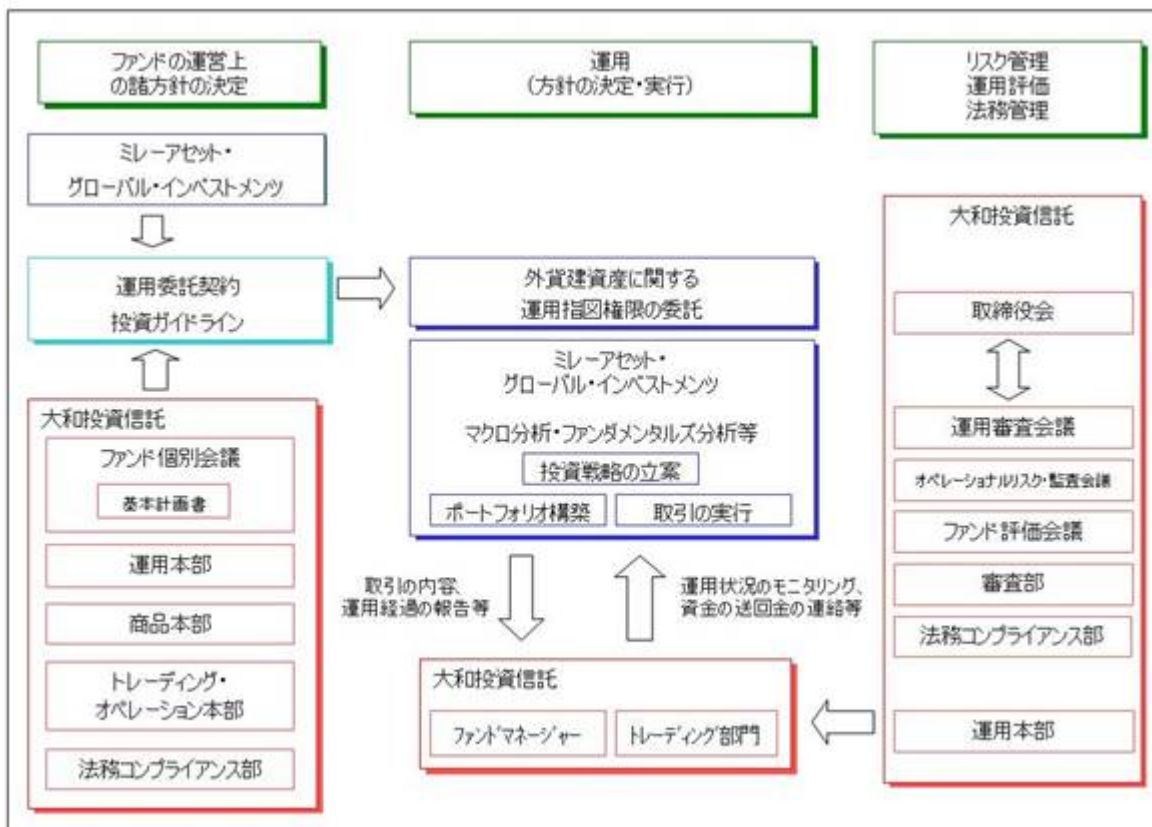 ファンドの運営上
の諸方針の決定
ミレーアセット・
グローバル・インベストメンツ
運用委託契約
投資ガイドライン
大和投資信託
ファンド個別会議
基本計画書
運用本部
商品本部
トレーディング・
オペレーション本部
法務コンプライアンス部
運用
(方針の決定・実行)
外貨建資産に関する
運用指図権限の委託
ミレーアセット・
グローバル・インベストメンツ
マクロ分析・ファンダメンタルズ分析等
投資戦略の立案
ポートフォリオ構築
取引の実行
取引の内容、
運用経過の報告等
運用状況のモニタリング、
資金の送回金の連絡等
大和投資信託
ファンドマネージャー
トレーディング部門
リスク管理
運用評価
法務管理
大和投資信託
取締役会
運用審査会議
オペレーショナルリスク・監査会議
ファンド評価会議
審査部
法務コンプライアンス部
運用本部